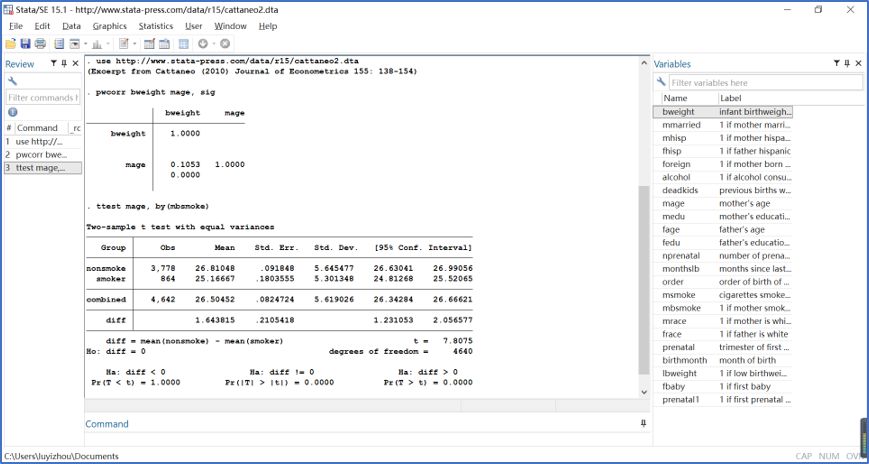 Stata/SE 15.1 - http://www.stata-press.com/data/r15/cattaneo2.dta
File Edit Data Graphics Statistics User Window Help
Review
Filter commands h
# Command _rc
1 use http://...
2 pwcorr bwe...
3 ttest mage,...
. use http://www.stata-press.com/data/r15/cattaneo2.dta
(Excerpt from Cattaneo (2010) Journal of Econometrics 155: 138-154)
. pwcorr bweight mage, sig
bweight mage
bweight 1.0000
mage 0.1053 1.0000
0.0000
. ttest mage, by(mbsmoke)
Two-sample t test with equal variances
Group Obs Mean Std. Err. Std. Dev. [95% Conf. Interval]
nonsmoke 3,778 26.81048 .091848 5.645477 26.63041 26.99056
smoker 864 25.16667 .1803555 5.301348 24.81268 25.52065
combined 4,642 26.50452 .0824724 5.619026 26.34284 26.66621
diff 1.643815 .2105418 1.231053 2.056577
diff = mean(nonsmoke) - mean(smoker) t = 7.8075
Ho: diff = 0 degrees of freedom = 4640
Ha: diff < 0 Ha: diff != 0 Ha: diff > 0
Pr(T < t) = 1.0000 Pr(|T| > |t|) = 0.0000 Pr(T > t) = 0.0000
Command
Variables
Filter variables here
Name Label
bweight infant birthweigh...
mmarried 1 if mother marri...
mhisp 1 if mother hispa...
fhisp 1 if father hispanic
foreign 1 if mother born ...
alcohol 1 if alcohol consu...
deadkids previous births w...
mage mother's age
medu mother's educati...
fage father's age
fedu father's educatio...
nprenatal number of prena...
monthslb months since last...
order order of birth of ...
msmoke cigarettes smoke...
mbsmoke 1 if mother smok...
mrace 1 if mother is whi...
frace 1 if father is white
prenatal trimester of first ...
birthmonth month of birth
lbweight 1 if low birthwei...
fbaby 1 if first baby
prenatal1 1 if first prenatal ...
C:\Users\luyizhou\Documents
CAP NUM OVR